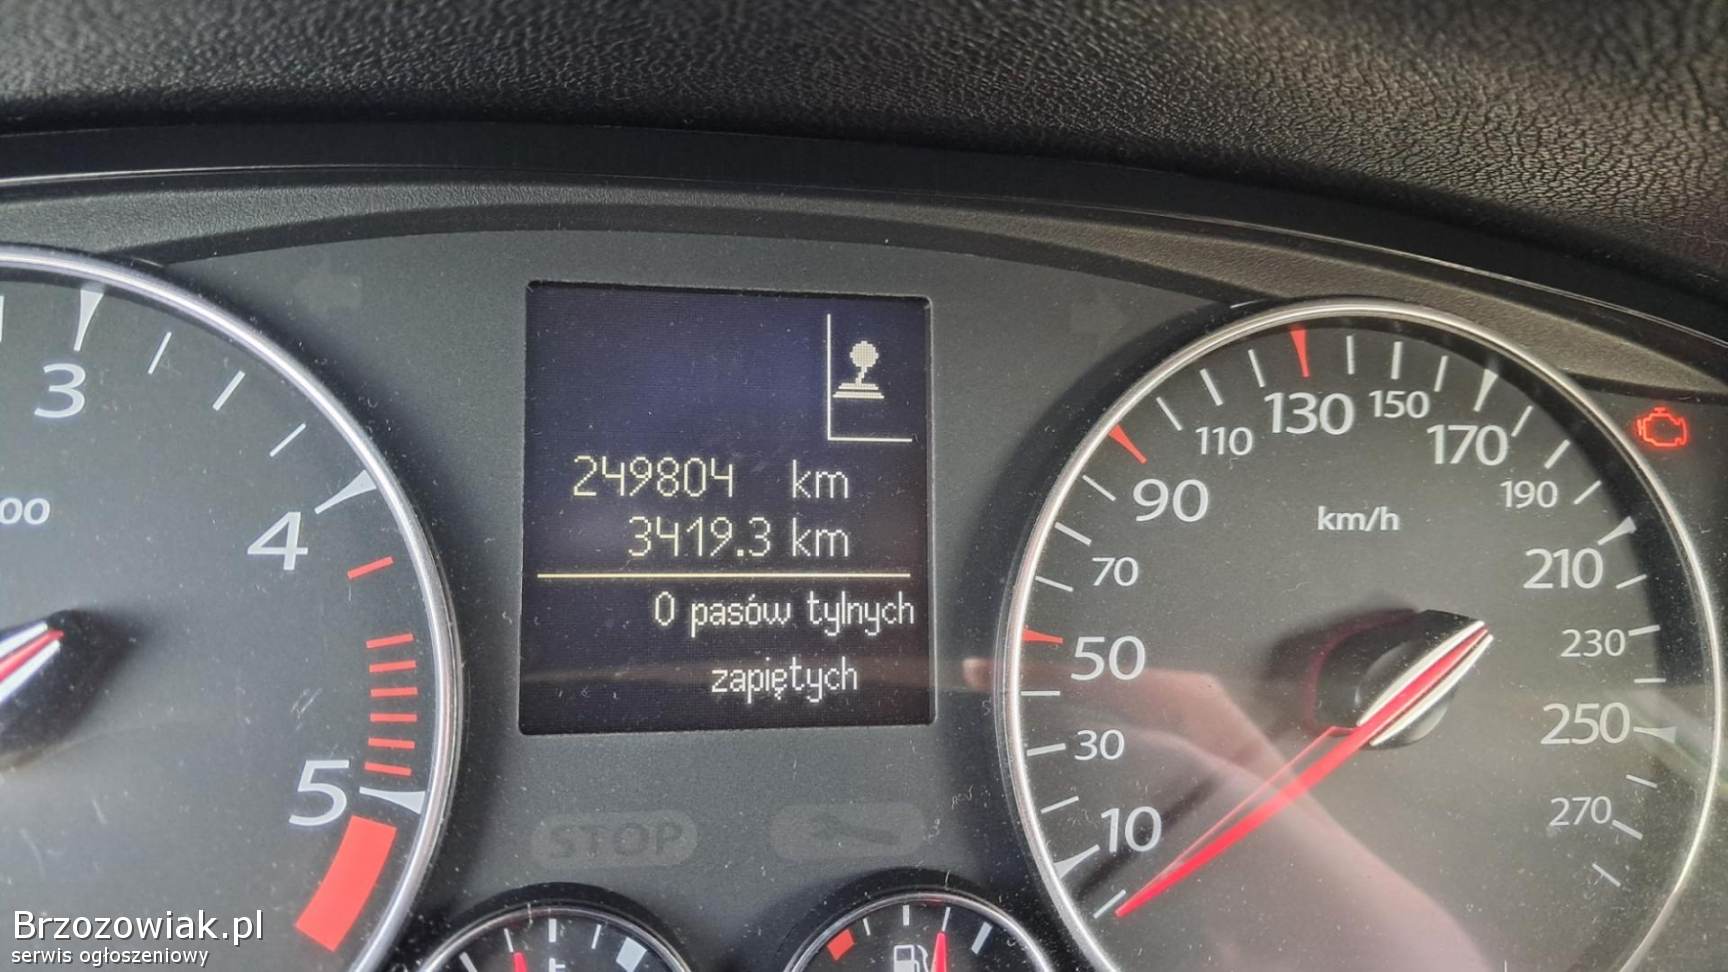 3
4
5
00
249804 km
3419.3 km
0 pasów tylnych
zapiętych
STOP
10
30
50
70
90
110
130
150
170
190
210
230
250
270
km/h
Brzozowiak.pl
serwis ogłoszeniowy